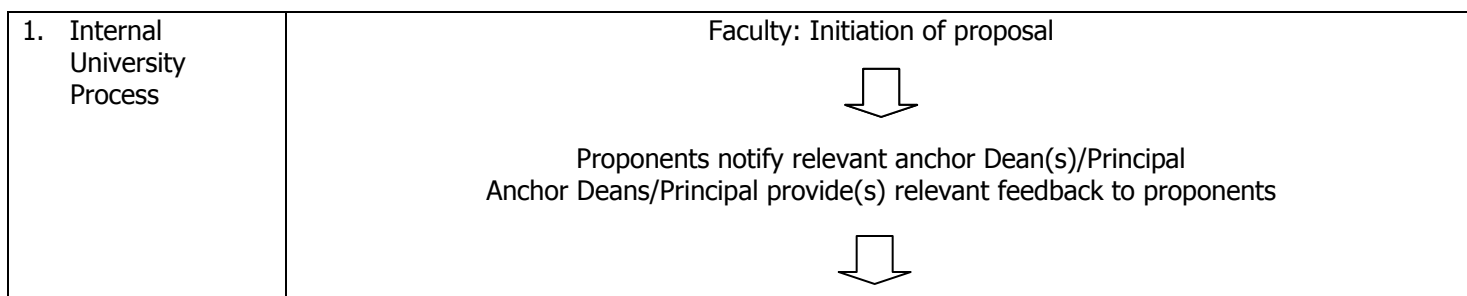 1. Internal
University
Process
Faculty: Initiation of proposal
Proponents notify relevant anchor Dean(s)/Principal
Anchor Deans/Principal provide(s) relevant feedback to proponents